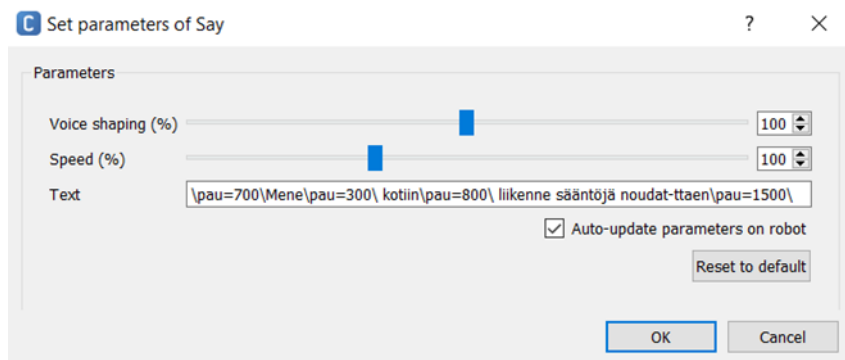 C Set parameters of Say ?
Parameters
Voice shaping (%) 100
Speed (%) 100
Text \pau=700\Mene\pau=300\ kotiin\pau=800\ liikenne sääntöjä noudat-ttaen\pau=1500\
Auto-update parameters on robot
Reset to default
OK Cancel